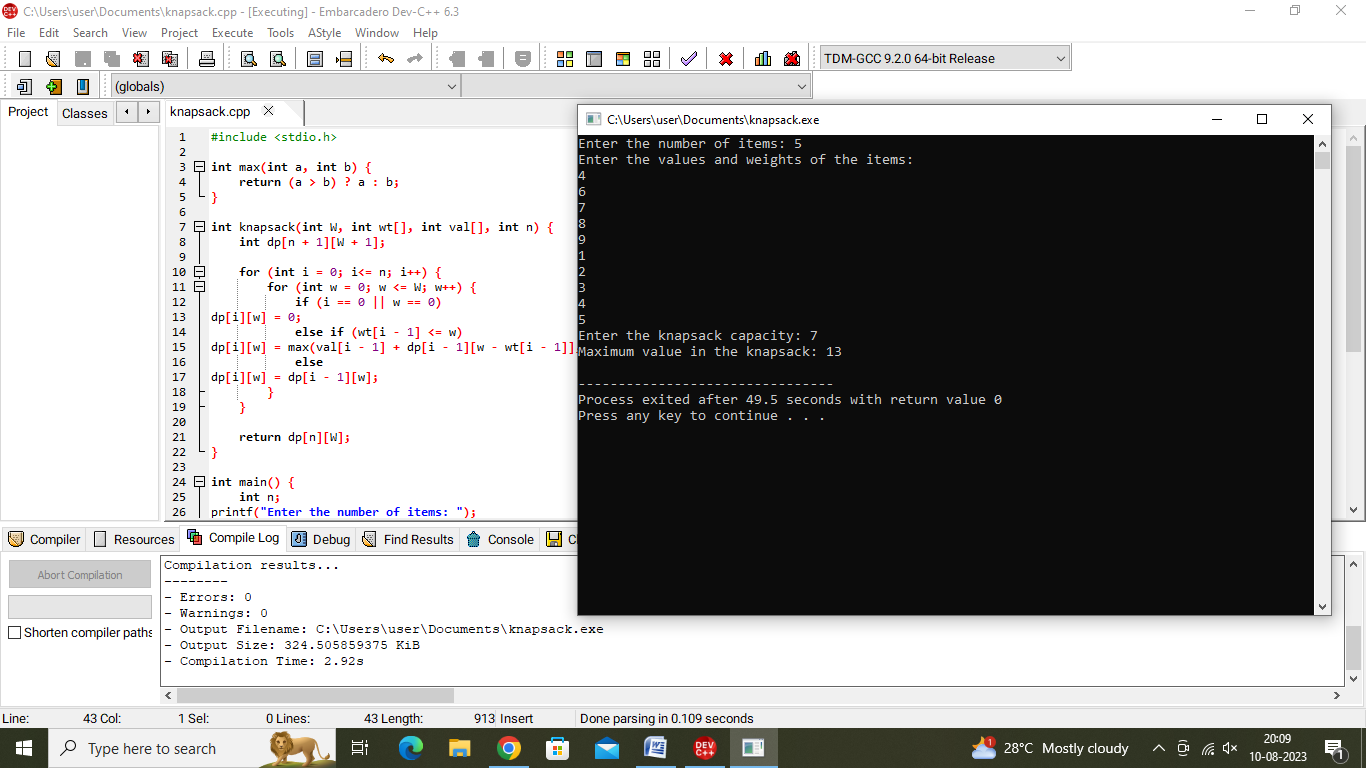 C:\Users\user\Documents\knapsack.cpp - [Executing] - Embarcadero Dev-C++ 6.3
File Edit Search View Project Execute Tools AStyle Window Help
TDM-GCC 9.2.0 64-bit Release
(globals)
Project Classes knapsack.cpp
1 #include <stdio.h>
2
3 int max(int a, int b) {
4 return (a > b) ? a : b;
5 }
6
7 int knapsack(int W, int wt[], int val[], int n) {
8 int dp[n + 1][W + 1];
9
10 for (int i = 0; i<= n; i++) {
11 for (int w = 0; w <= W; w++) {
12 if (i == 0 || w == 0)
13 dp[i][w] = 0;
14 else if (wt[i - 1] <= w)
15 dp[i][w] = max(val[i - 1] + dp[i - 1][w - wt[i - 1]]
16 else
17 dp[i][w] = dp[i - 1][w];
18 }
19 }
20
21 return dp[n][W];
22 }
23
24 int main() {
25 int n;
26 printf("Enter the number of items: ");
C:\Users\user\Documents\knapsack.exe
Enter the number of items: 5
Enter the values and weights of the items:
4
6
7
8
9
1
2
3
4
5
Enter the knapsack capacity: 7
Maximum value in the knapsack: 13
--------------------------------
Process exited after 49.5 seconds with return value 0
Press any key to continue . . .
Compiler Resources Compile Log Debug Find Results Console
Abort Compilation
Shorten compiler paths
Compilation results...
--------
- Errors: 0
- Warnings: 0
- Output Filename: C:\Users\user\Documents\knapsack.exe
- Output Size: 324.505859375 KiB
- Compilation Time: 2.92s
Line: 43 Col: 1 Sel: 0 Lines: 43 Length: 913 Insert Done parsing in 0.109 seconds
Type here to search
DEV C++
1
28°C Mostly cloudy
20:09
10-08-2023
1